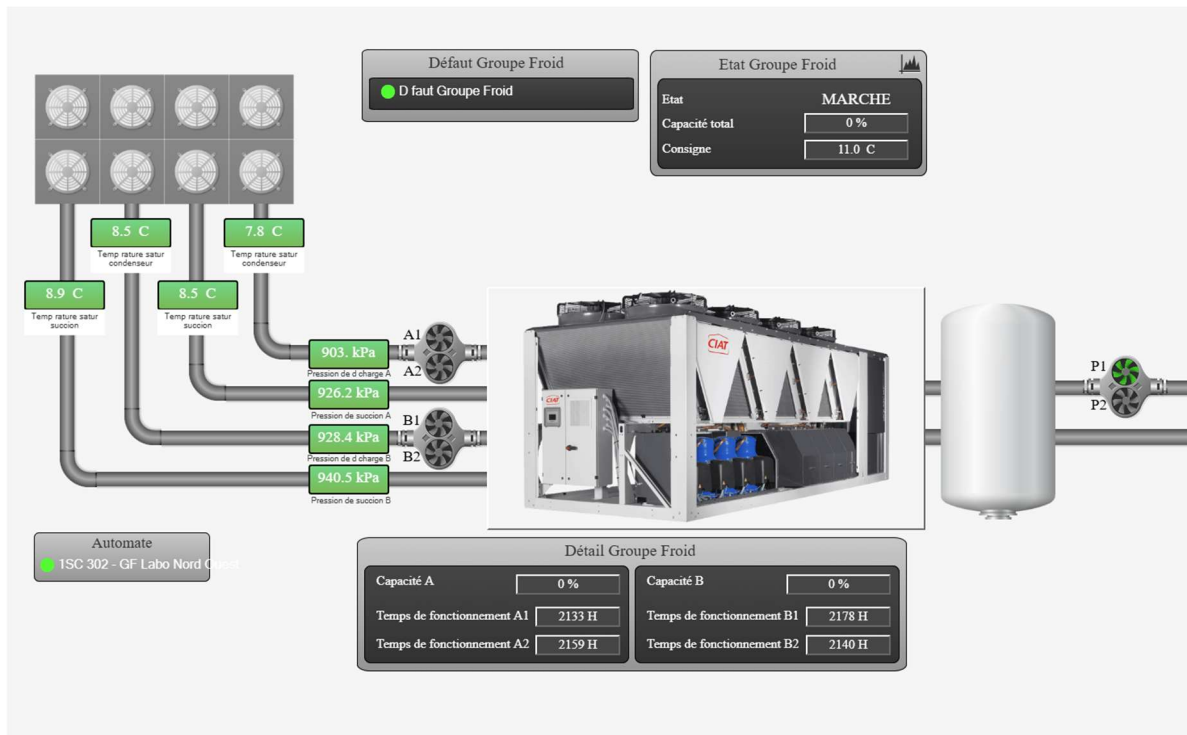 Défaut Groupe Froid
D faut Groupe Froid
Etat Groupe Froid
Etat MARCHE
Capacité total 0 %
Consigne 11.0 C
8.5 C
Temp rature satur
condenseur
7.8 C
Temp rature satur
condenseur
8.9 C
Temp rature satur
succion
8.5 C
Temp rature satur
succion
903. kPa
Pression de d charge A
A1
A2
926.2 kPa
Pression de succion A
928.4 kPa
Pression de d charge B
B1
B2
940.5 kPa
Pression de succion B
CIAT
CIAT
P1
P2
Automate
1SC 302 - GF Labo Nord Ouest
Détail Groupe Froid
Capacité A 0 %
Temps de fonctionnement A1 2133 H
Temps de fonctionnement A2 2159 H
Capacité B 0 %
Temps de fonctionnement B1 2178 H
Temps de fonctionnement B2 2140 H